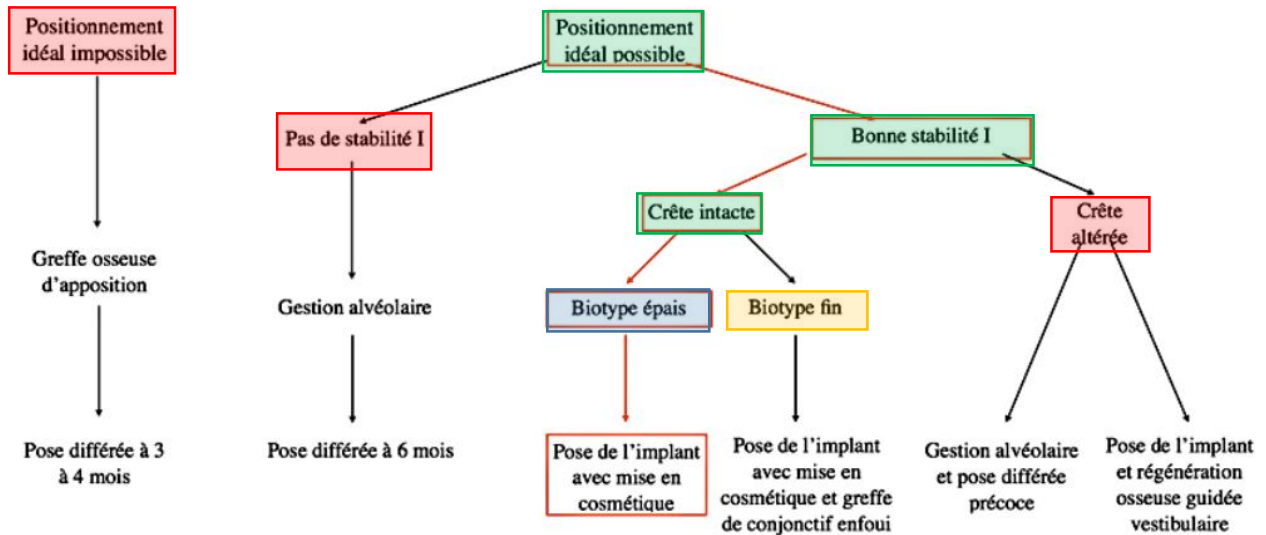 Positionnement
idéal impossible
Positionnement
idéal possible
Pas de stabilité I
Bonne stabilité I
Crête intacte
Crête
altérée
Greffe osseuse
d'apposition
Gestion alvéolaire
Biotype épais
Biotype fin
Pose différée à 3
à 4 mois
Pose différée à 6 mois
Pose de l'implant
avec mise en
cosmétique
Pose de l'implant
avec mise en
cosmétique et greffe
de conjonctif enfoui
Gestion alvéolaire
et pose différée
précoce
Pose de l'implant
et régénération
osseuse guidée
vestibulaire